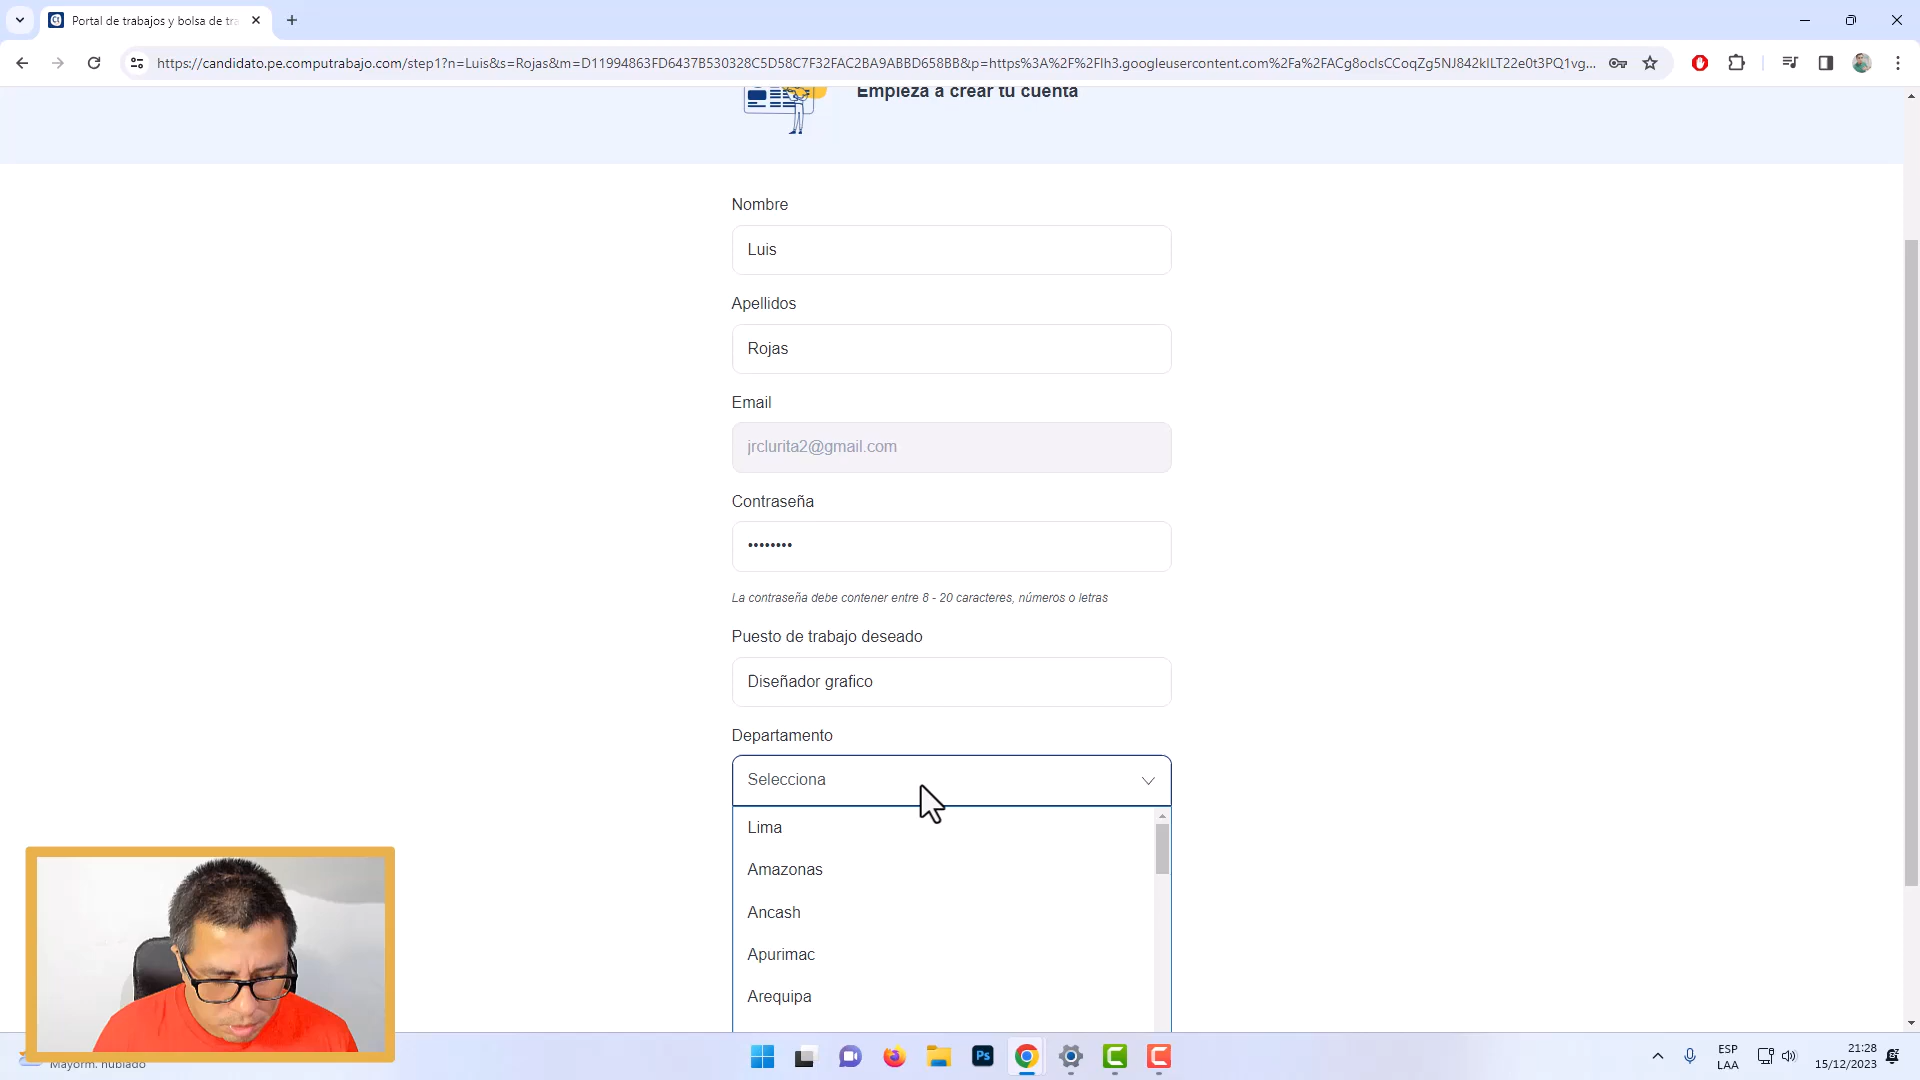 Portal de trabajos y bolsa de tra
https://candidato.pe.computrabajo.com/step1?n=Luis&s=Rojas&m=D11994863FD6437B530328C5D58C7F32FAC2BA9ABBD658BB&p=https%3A%2F%2Flh3.googleusercontent.com%2Fa%2FACg8oclsCCoqZg5NJ842kILT22e0t3PQ1vg...
Empieza a crear tu cuenta
Nombre
Luis
Apellidos
Rojas
Email
jrclurita2@gmail.com
Contraseña
••••••••
La contraseña debe contener entre 8 - 20 caracteres, números o letras
Puesto de trabajo deseado
Diseñador grafico
Departamento
Selecciona
Lima
Amazonas
Ancash
Apurimac
Arequipa
Mayorm. nublado
Ps
ESP
LAA
21:28
15/12/2023